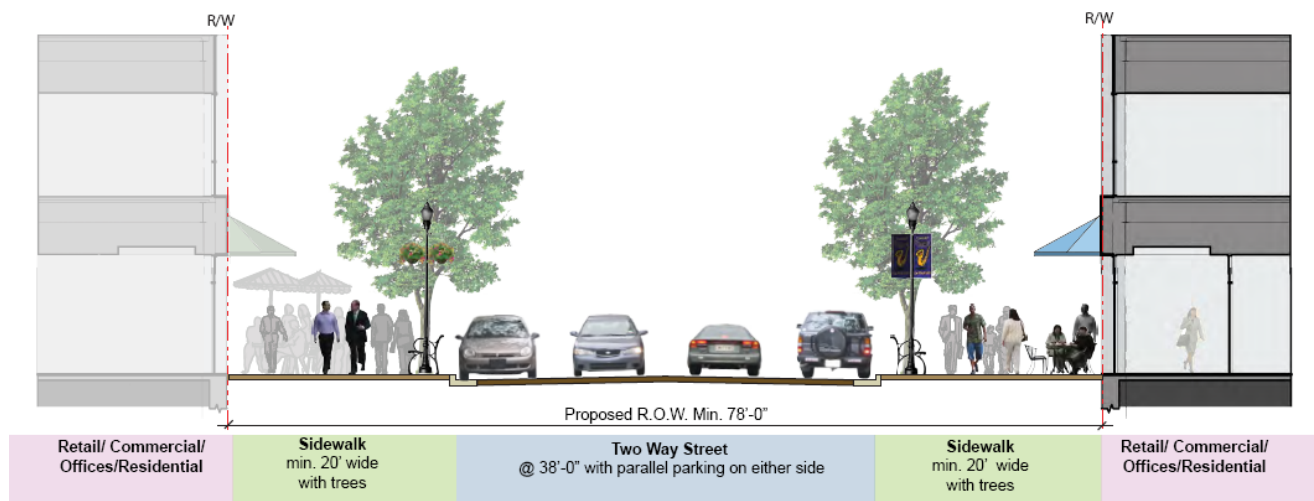 R/W
R/W
Proposed R.O.W. Min. 78'-0"
Retail/ Commercial/
Offices/Residential
Sidewalk
min. 20' wide
with trees
Two Way Street
@ 38'-0" with parallel parking on either side
Sidewalk
min. 20' wide
with trees
Retail/ Commercial/
Offices/Residential